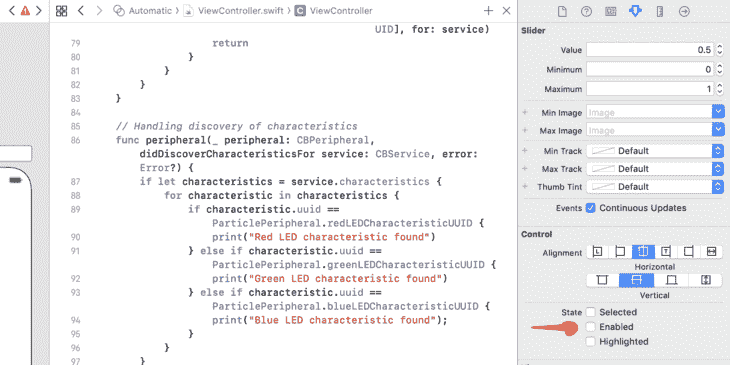 Automatic > ViewController.swift > C ViewController
UID], for: service)
79 return
80 }
81 }
82 }
83 }
84
85 // Handling discovery of characteristics
86 func peripheral(_ peripheral: CBPeripheral,
didDiscoverCharacteristicsFor service: CBService, error:
Error?) {
87 if let characteristics = service.characteristics {
88 for characteristic in characteristics {
89 if characteristic.uuid ==
ParticlePeripheral.redLEDCharacteristicUUID {
90 print("Red LED characteristic found")
91 } else if characteristic.uuid ==
ParticlePeripheral.greenLEDCharacteristicUUID {
92 print("Green LED characteristic found")
93 } else if characteristic.uuid ==
ParticlePeripheral.blueLEDCharacteristicUUID {
94 print("Blue LED characteristic found");
95 }
96 }
97 }
Slider
Value 0.5
Minimum 0
Maximum 1
Min Image Image
Max Image Image
Min Track Default
Max Track Default
Thumb Tint Default
Events Continuous Updates
Control
Alignment
Horizontal
Vertical
State Selected
Enabled
Highlighted